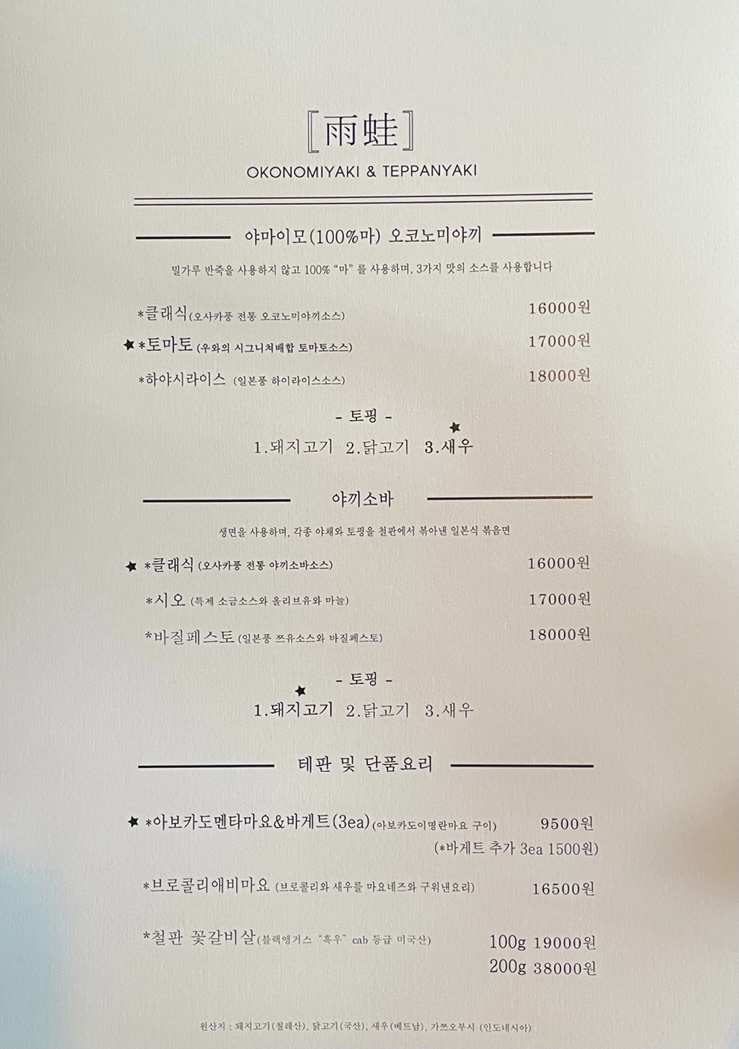 [雨蛙]
OKONOMIYAKI & TEPPANYAKI
야마이모(100%마) 오코노미야끼
밀가루 반죽을 사용하지 않고 100% “마” 를 사용하며, 3가지 맛의 소스를 사용합니다
*클래식(오사카풍 전통 오코노미야끼소스) 16000원
★ *토마토 (우와의 시그니쳐배합 토마토소스) 17000원
*하야시라이스 (일본풍 하이라이스소스) 18000원
- 토핑 -
★
1.돼지고기 2.닭고기 3.새우
야끼소바
생면을 사용하며, 각종 야채와 토핑을 철판에서 볶아낸 일본식 볶음면
★ *클래식 (오사카풍 전통 야끼소바소스) 16000원
*시오 (특제 소금소스와 올리브유와 마늘) 17000원
*바질페스토 (일본풍 쯔유소스와 바질페스토) 18000원
- 토핑 -
★
1.돼지고기 2.닭고기 3.새우
테판 및 단품요리
★ *아보카도멘타마요&바게트(3ea) (아보카도이명란마요 구이) 9500원
(*바게트 추가 3ea 1500원)
*브로콜리애비마요 (브로콜리와 새우를 마요네즈와 구워낸요리) 16500원
*철판 꽃갈비살(블랙앵거스 “흑우” cab 등급 미국산) 100g 19000원
200g 38000원
원산지 ; 돼지고기(칠레산), 닭고기(국산), 새우(베트남), 가쯔오부시 (인도네시아)